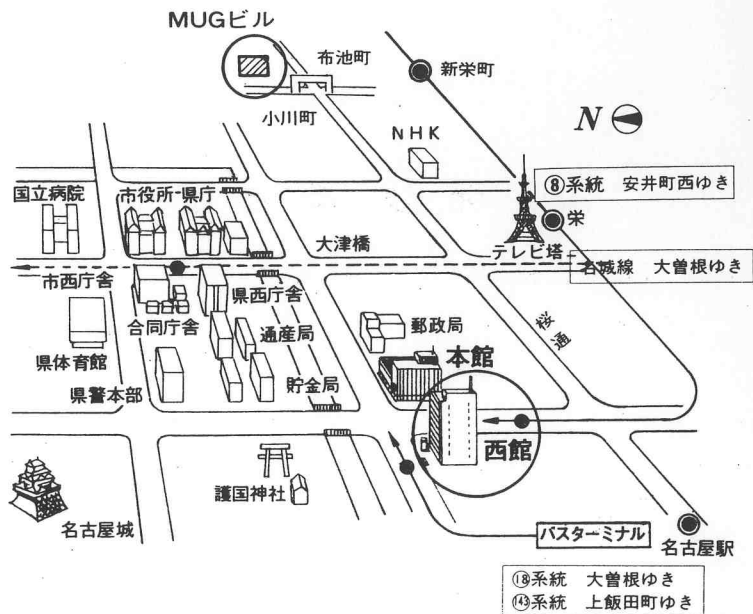 MUGビル
布池町
新栄町
小川町
NHK
N
⑧系統 安井町西ゆき
国立病院
市役所
県庁
栄
大津橋
テレビ塔
名城線 大曽根ゆき
市西庁舎
県西庁舎
合同庁舎
通産局
郵政局
桜通
県体育館
本館
県警本部
貯金局
西館
護国神社
名古屋城
バスターミナル
名古屋駅
⑱系統 大曽根ゆき
(143)系統 上飯田町ゆき